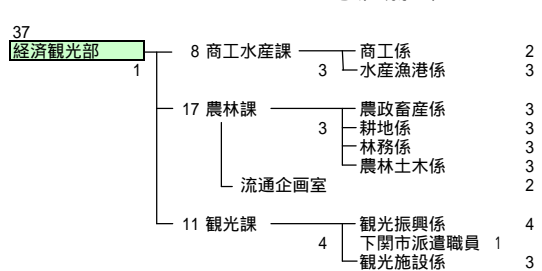 37
経済観光部
1
8 商工水産課
3
商工係 2
水産漁港係 3
17 農林課
3
農政畜産係 3
耕地係 3
林務係 3
農林土木係 3
流通企画室 2
11 観光課
4
観光振興係 4
下関市派遣職員 1
観光施設係 3